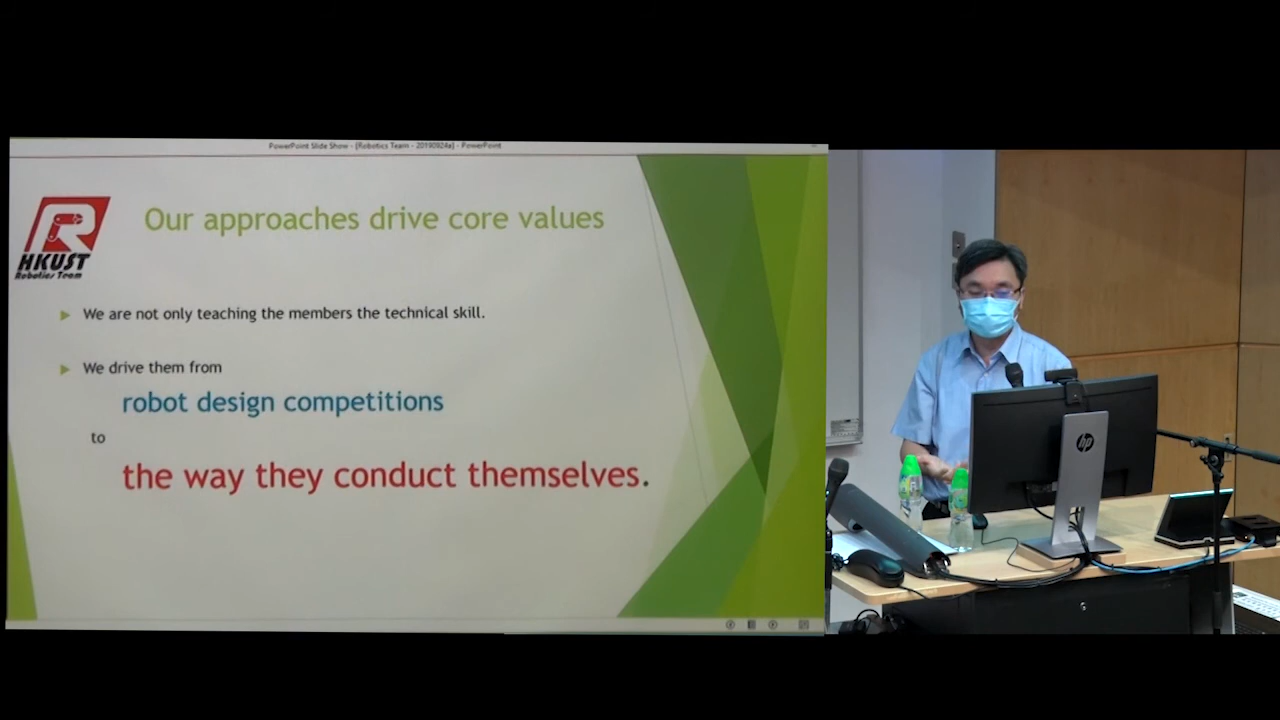 PowerPoint Slide Show - [Robotics Team - 20190924a] - PowerPoint
Our approaches drive core values
R
HKUST
Robotics Team
We are not only teaching the members the technical skill.
We drive them from
robot design competitions
to
the way they conduct themselves.
hp